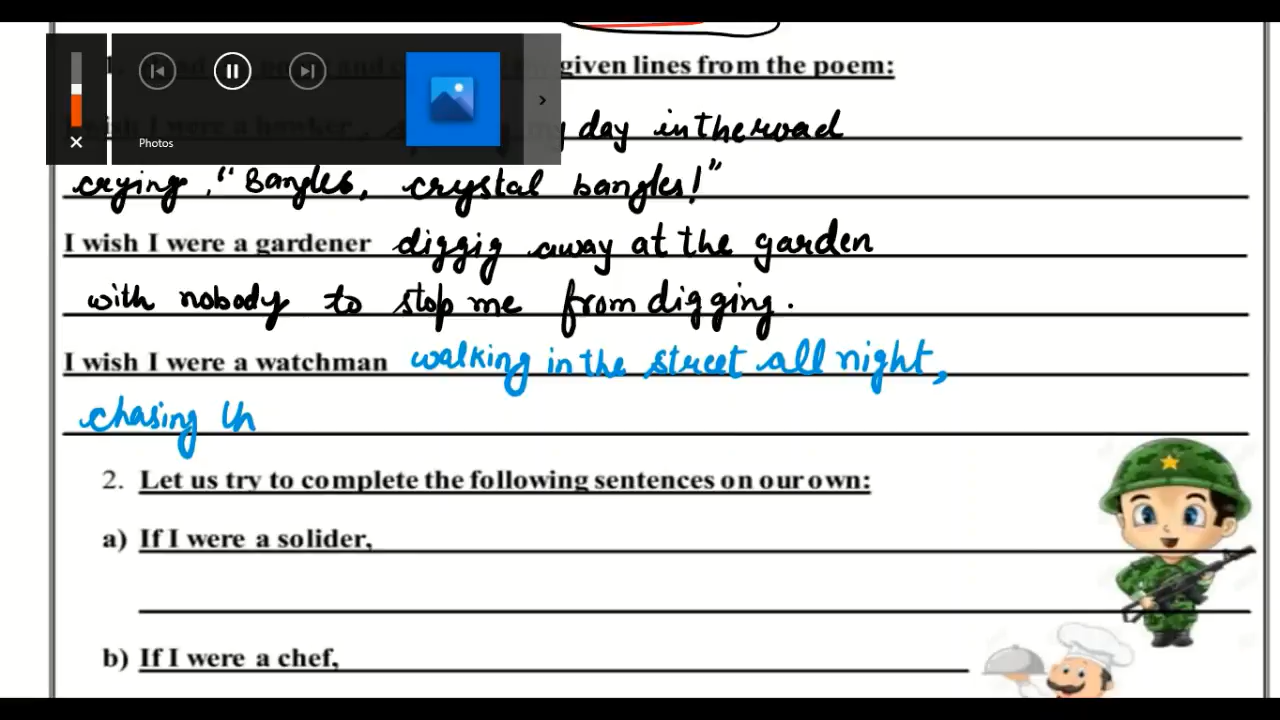 given lines from the poem:
Photos
day in the road
crying, "Bangles, crystal bangles!"
I wish I were a gardener diggig away at the garden
with nobody to stop me from digging.
I wish I were a watchman walking in the street all night,
chasing th
2. Let us try to complete the following sentences on our own:
a) If I were a solider,
b) If I were a chef,